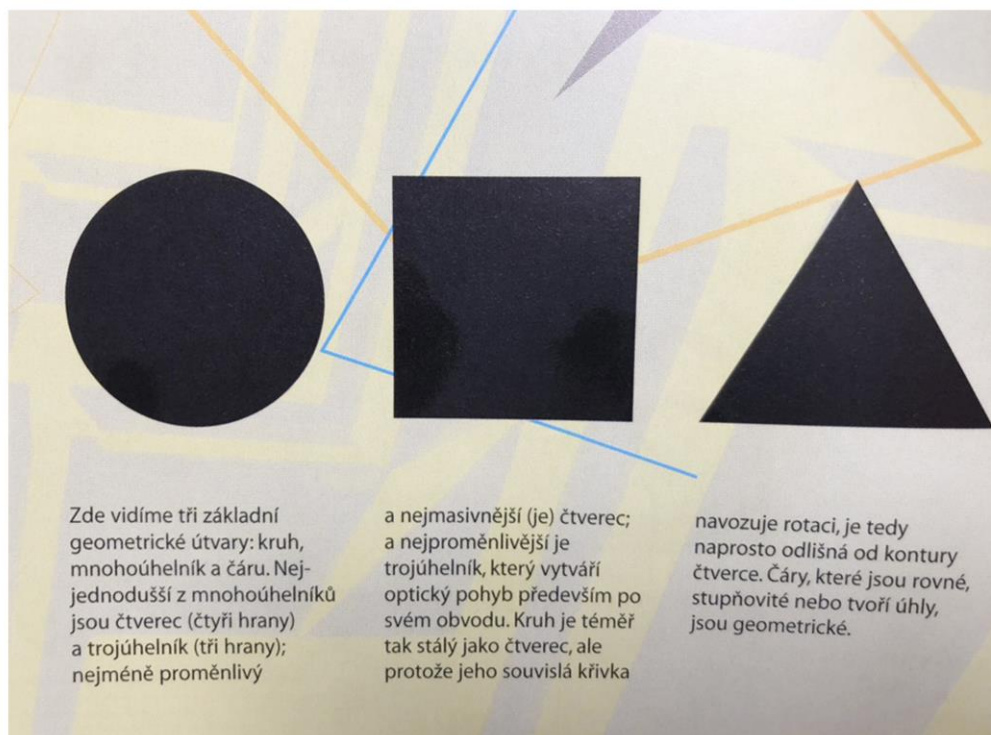 Zde vidíme tři základní
geometrické útvary: kruh,
mnohoúhelník a čáru. Nej-
jednodušší z mnohoúhelníků
jsou čtverec (čtyři hrany)
a trojúhelník (tři hrany);
nejméně proměnlivý
a nejmasivnější (je) čtverec;
a nejproměnlivější je
trojúhelník, který vytváří
optický pohyb především po
svém obvodu. Kruh je téměř
tak stálý jako čtverec, ale
protože jeho souvislá křivka
navozuje rotaci, je tedy
naprosto odlišná od kontury
čtverce. Čáry, které jsou rovné,
stupňovité nebo tvoří úhly,
jsou geometrické.